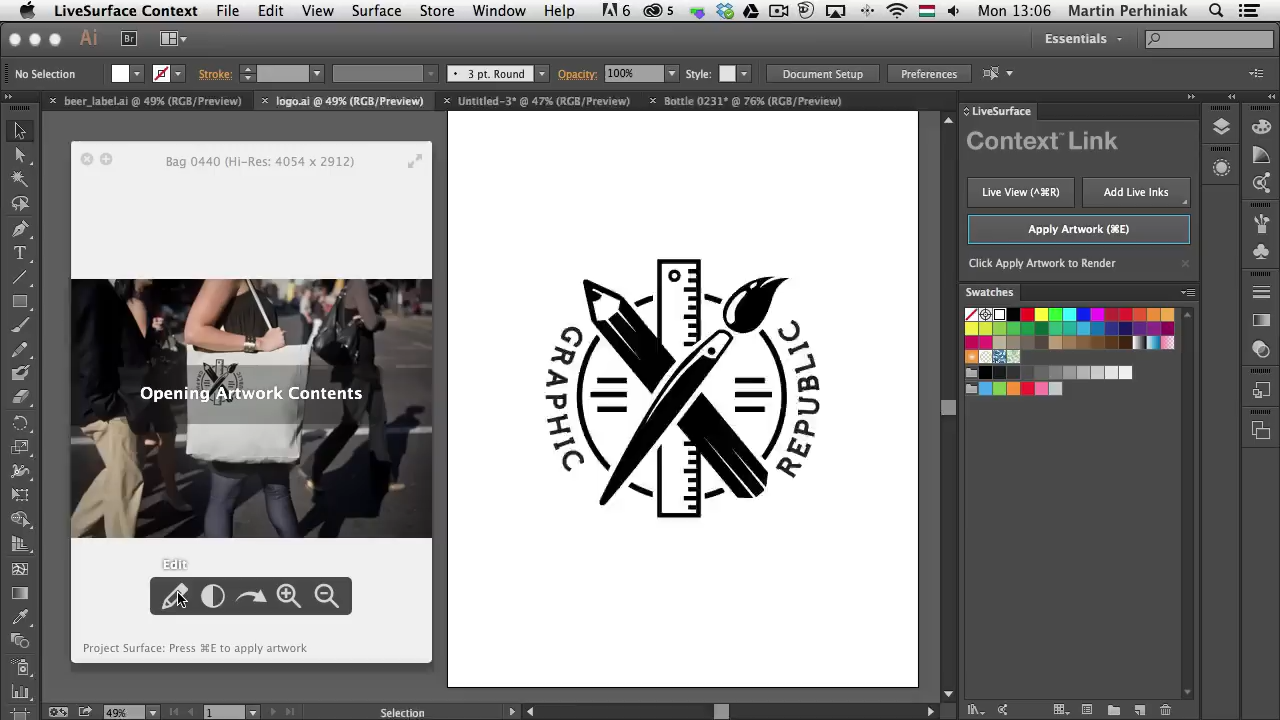 LiveSurface Context File Edit View Surface Store Window Help 6 5 Mon 13:06 Martin Perhiniak
Ai Br Essentials
No Selection Stroke: 3 pt. Round Opacity: 100% Style: Document Setup Preferences
beer_label.ai @ 49% (RGB/Preview) logo.ai @ 49% (RGB/Preview) Untitled-3* @ 47% (RGB/Preview) Bottle 0231* @ 76% (RGB/Preview)
LiveSurface
Context™ Link
Bag 0440 (Hi-Res: 4054 x 2912)
Live View (^⌘R) Add Live Inks
Apply Artwork (⌘E)
Click Apply Artwork to Render
Swatches
GRAPHIC REPUBLIC
Opening Artwork Contents
Edit
Project Surface: Press ⌘E to apply artwork
49% 1 Selection